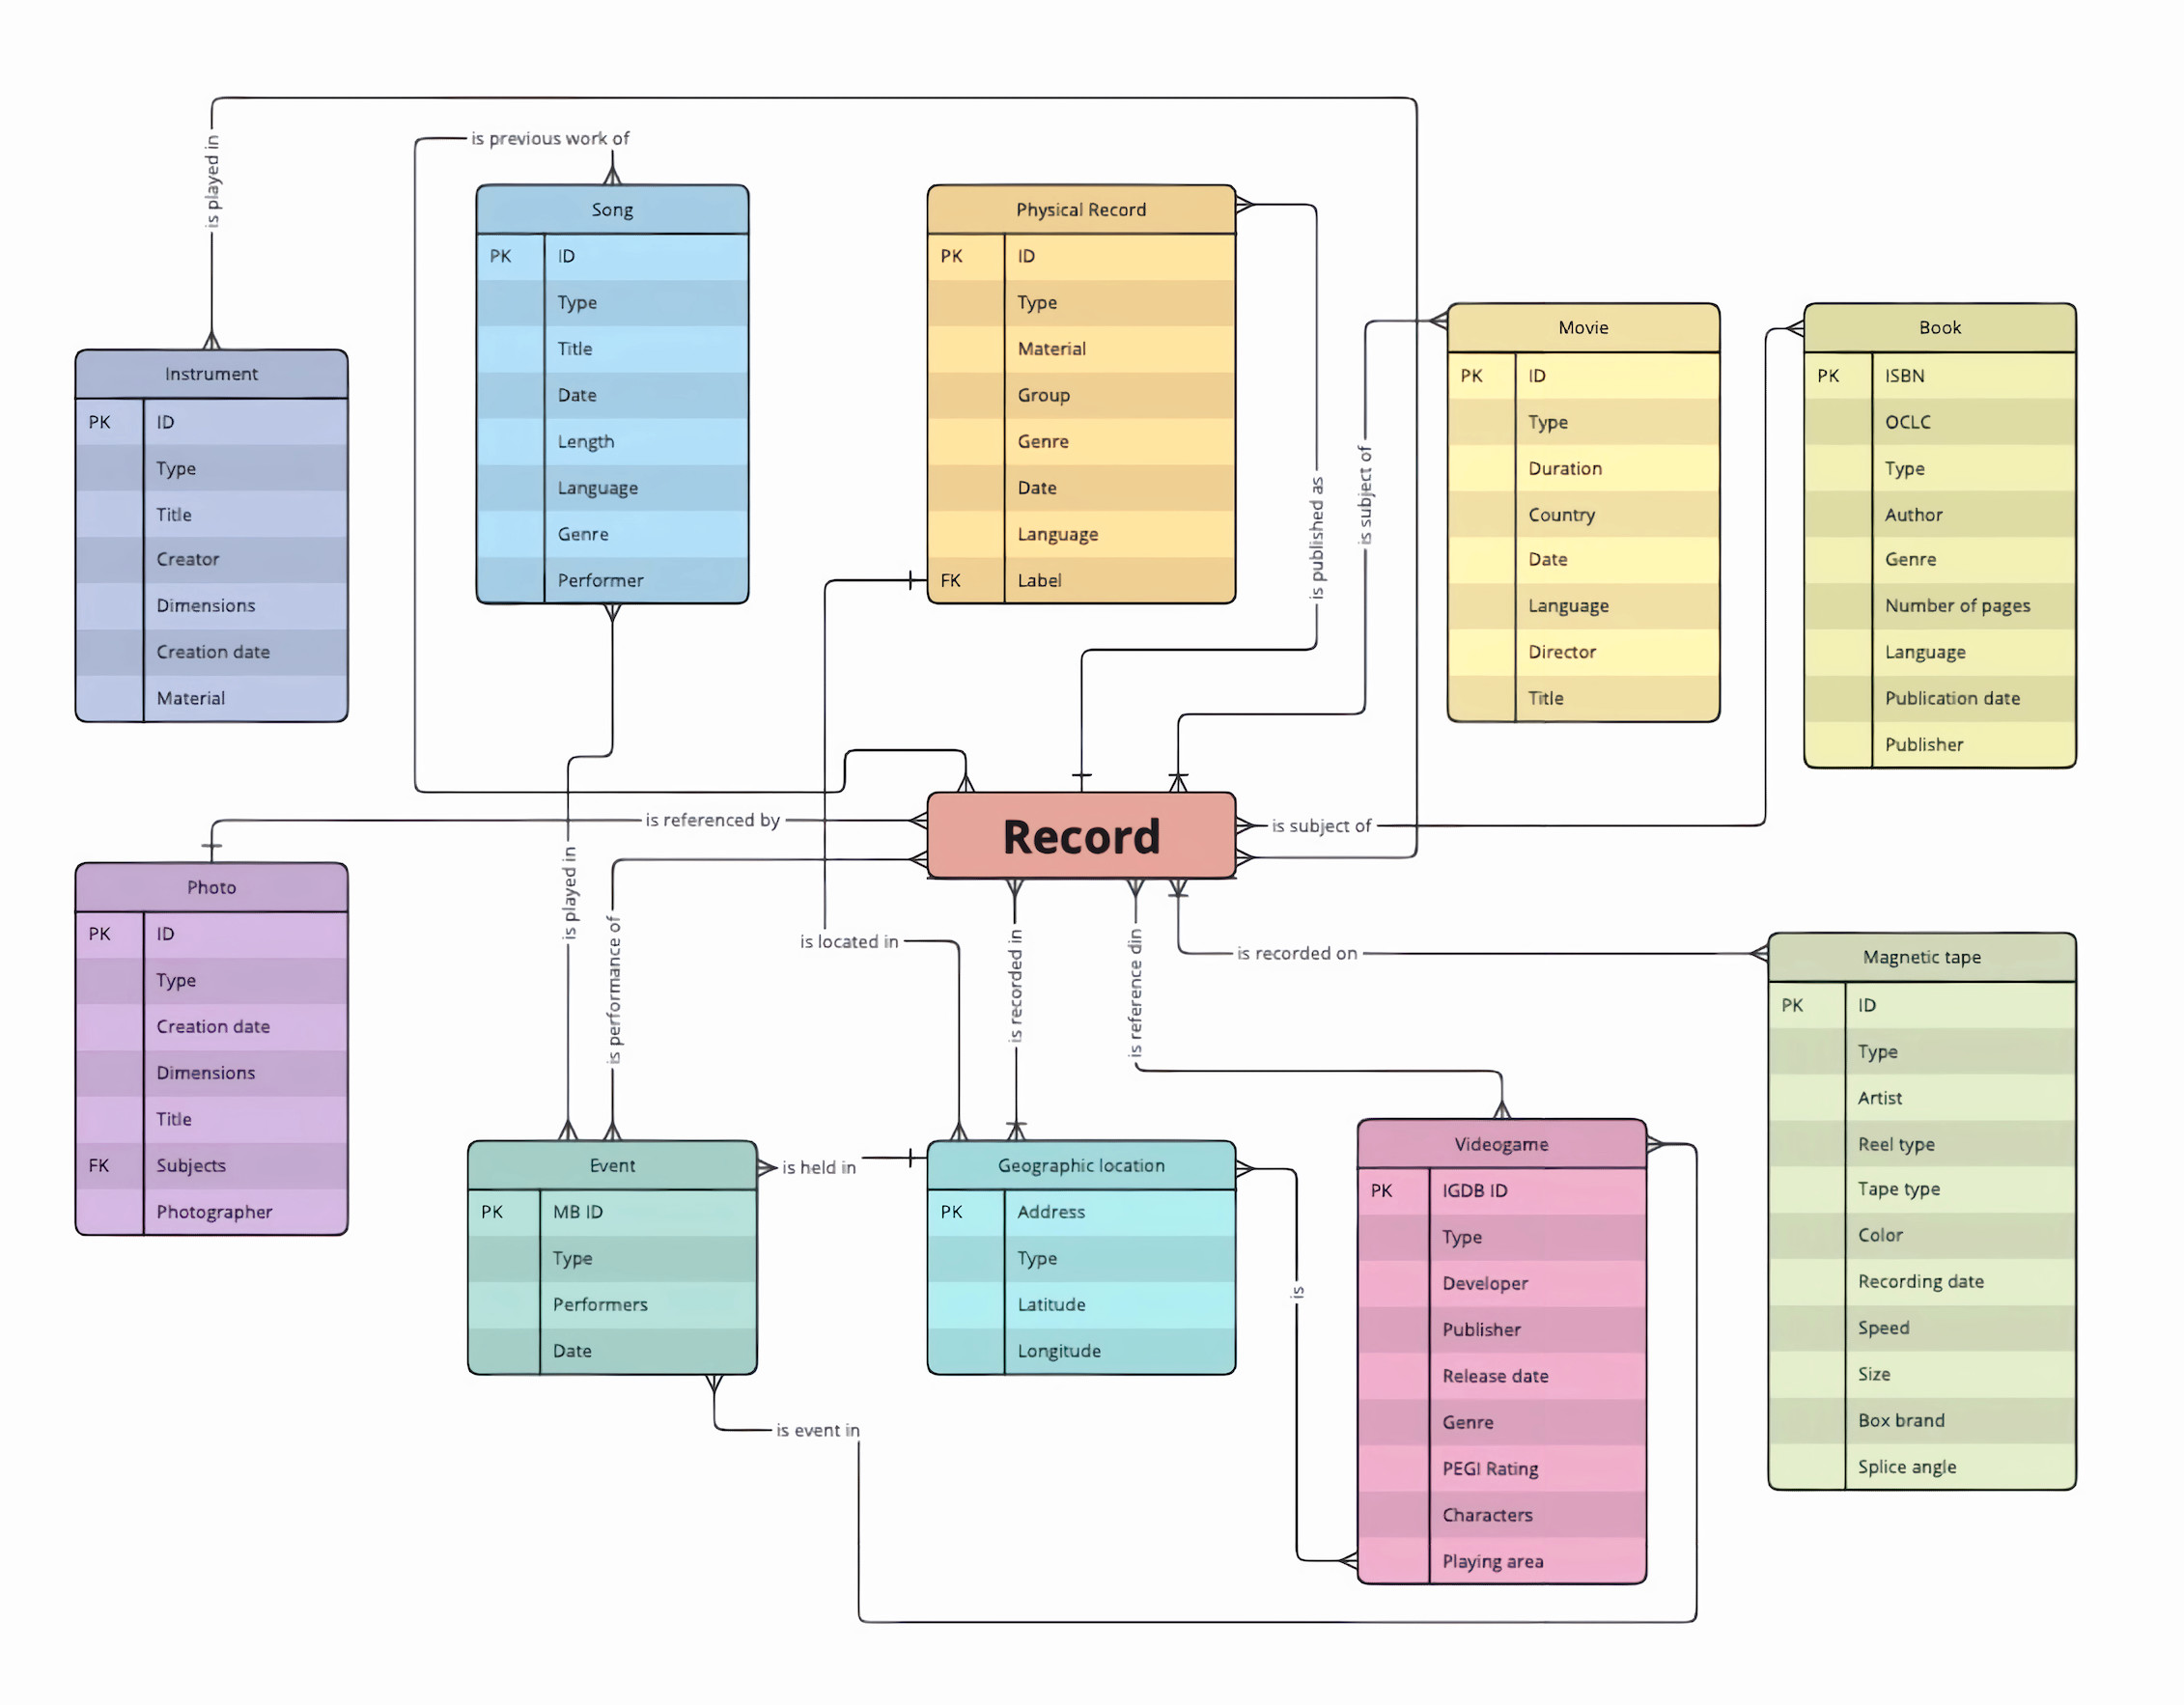 is previous work of
is played in
Song
PK ID
Type
Title
Date
Length
Language
Genre
Performer
Physical Record
PK ID
Type
Material
Group
Genre
Date
Language
FK Label
Movie
PK ID
Type
Duration
Country
Date
Language
Director
Title
Book
PK ISBN
OCLC
Type
Author
Genre
Number of pages
Language
Publication date
Publisher
Instrument
PK ID
Type
Title
Creator
Dimensions
Creation date
Material
is published as
is subject of
is referenced by
Record
is subject of
Photo
PK ID
Type
Creation date
Dimensions
Title
FK Subjects
Photographer
is played in
is performance of
is located in
is recorded in
is reference din
is recorded on
Magnetic tape
PK ID
Type
Artist
Reel type
Tape type
Color
Recording date
Speed
Size
Box brand
Splice angle
Event
PK MB ID
Type
Performers
Date
is held in
Geographic location
PK Address
Type
Latitude
Longitude
is
Videogame
PK IGDB ID
Type
Developer
Publisher
Release date
Genre
PEGI Rating
Characters
Playing area
is event in